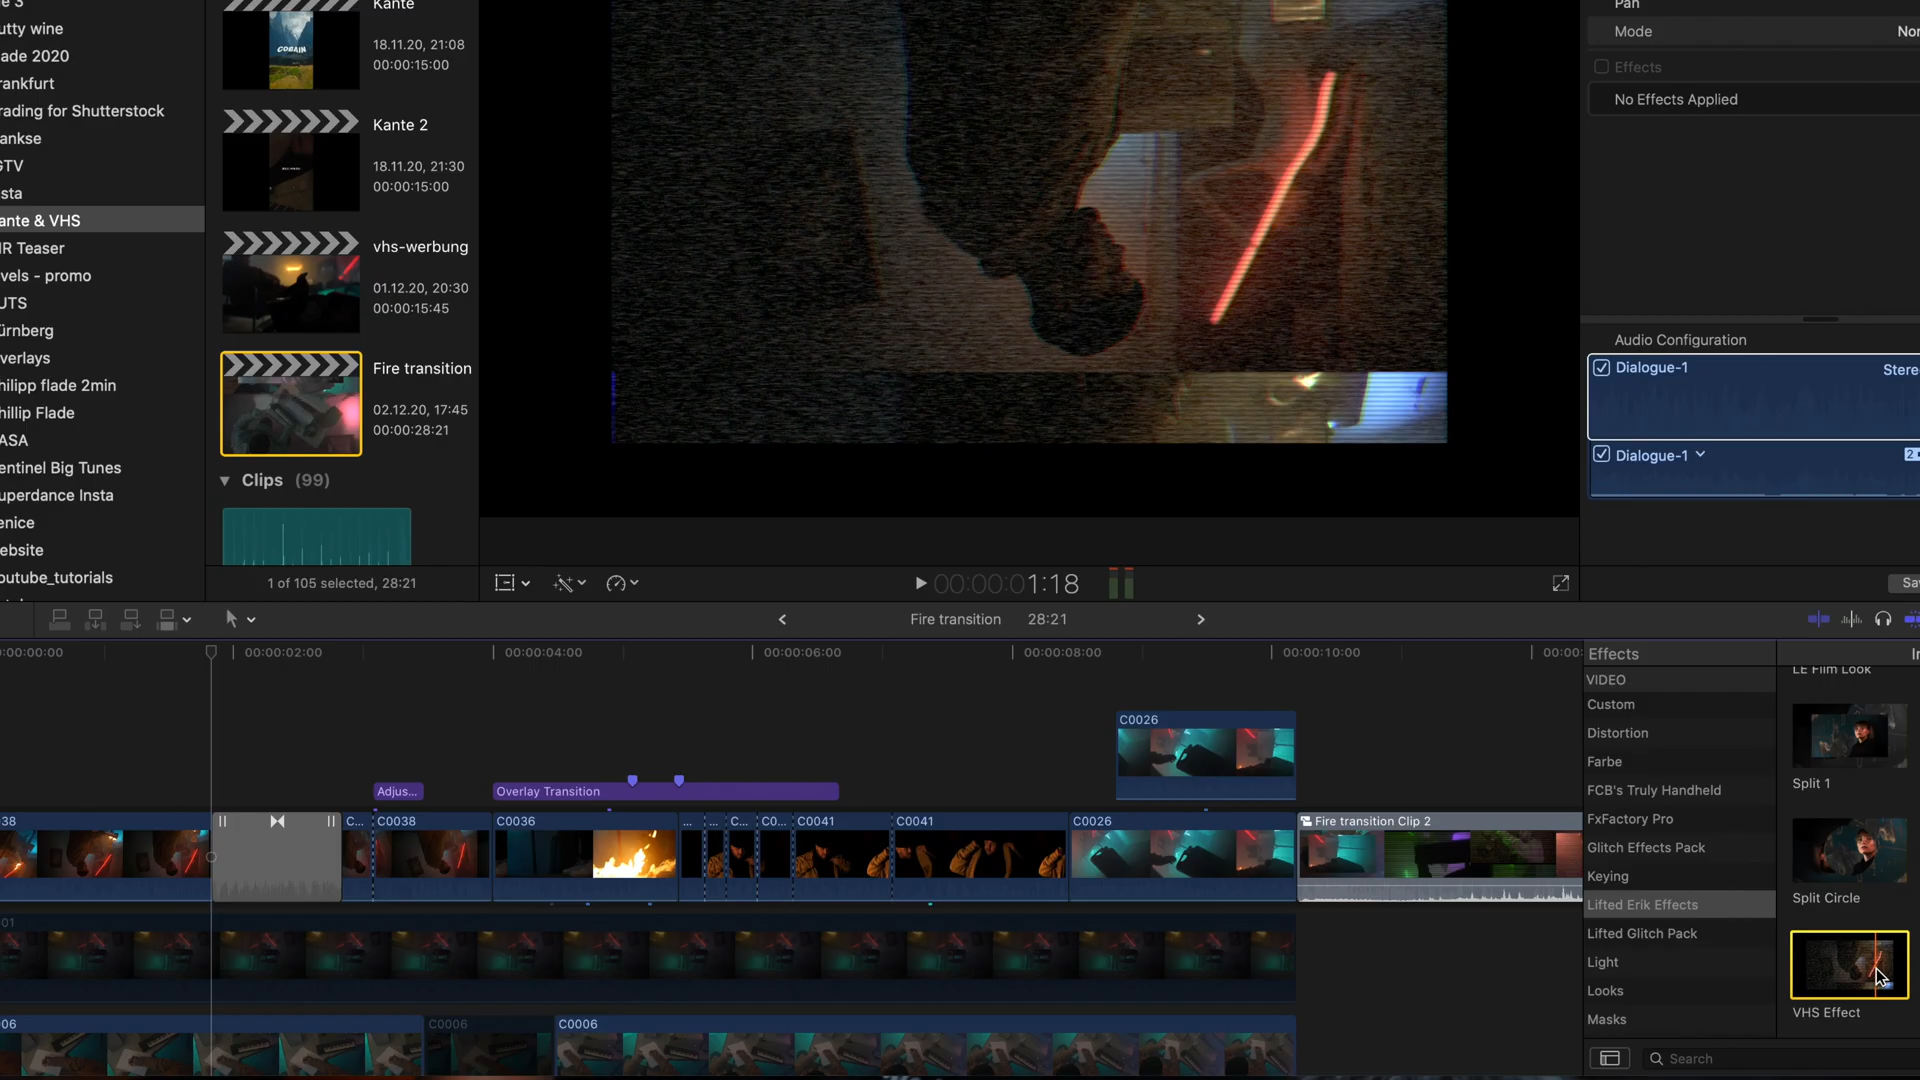 e 3
utty wine
ade 2020
rankfurt
rading for Shutterstock
ankse
GTV
sta
ante & VHS
IR Teaser
vels - promo
UTS
ürnberg
verlays
hilipp flade 2min
hillip Flade
ASA
entinel Big Tunes
uperdance Insta
enice
ebsite
outube_tutorials
Kante
18.11.20, 21:08
00:00:15:00
COBAIN
Kante 2
18.11.20, 21:30
00:00:15:00
vhs-werbung
01.12.20, 20:30
00:00:15:45
Fire transition
02.12.20, 17:45
00:00:28:21
Clips (99)
1 of 105 selected, 28:21
00:00:01:18
Pan
Mode
Nor
Effects
No Effects Applied
Audio Configuration
Dialogue-1
Stere
Dialogue-1
2
Sa
Fire transition 28:21
:00:00:00
00:00:02:00
00:00:04:00
00:00:06:00
00:00:08:00
00:00:10:00
00:00:
C0026
Adjus...
Overlay Transition
38
C...
C0038
C0036
...
...
C...
C0...
C0041
C0041
C0026
Fire transition Clip 2
01
06
C0006
C0006
Effects
In
VIDEO
Custom
Distortion
Farbe
FCB's Truly Handheld
FxFactory Pro
Glitch Effects Pack
Keying
Lifted Erik Effects
Lifted Glitch Pack
Light
Looks
Masks
LE Film Look
Split 1
Split Circle
VHS Effect
Search